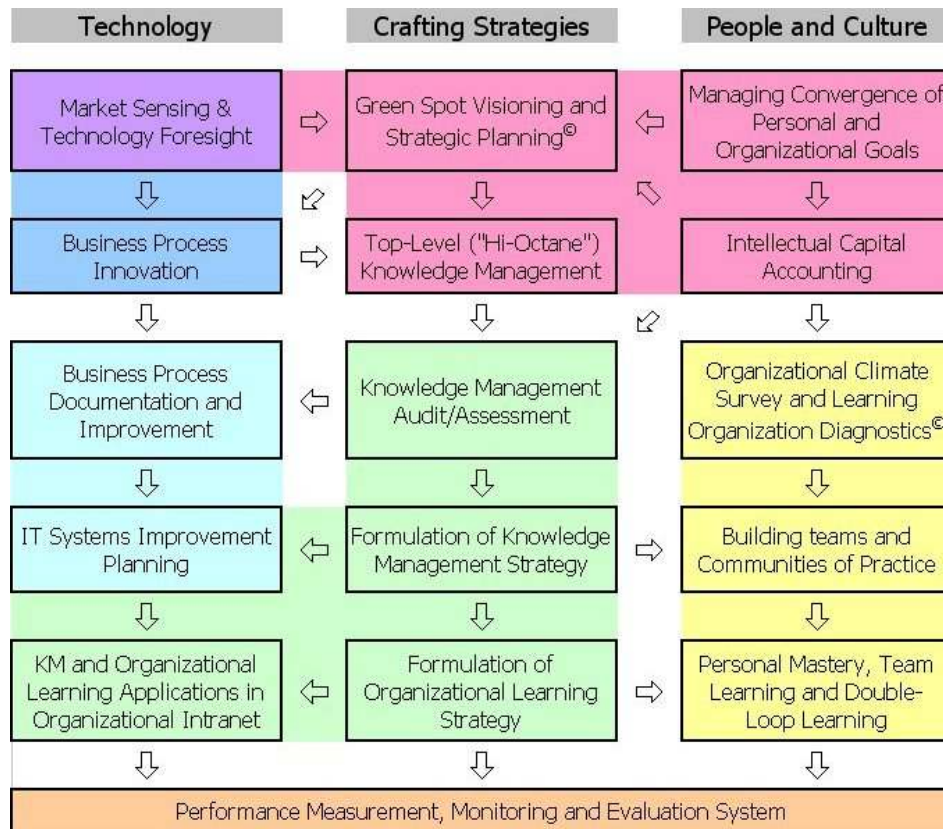 Technology
Crafting Strategies
People and Culture
Market Sensing &
Technology Foresight
Green Spot Visioning and
Strategic Planning©
Managing Convergence of
Personal and
Organizational Goals
Business Process
Innovation
Top-Level ("Hi-Octane")
Knowledge Management
Intellectual Capital
Accounting
Business Process
Documentation and
Improvement
Knowledge Management
Audit/Assessment
Organizational Climate
Survey and Learning
Organization Diagnostics©
IT Systems Improvement
Planning
Formulation of Knowledge
Management Strategy
Building teams and
Communities of Practice
KM and Organizational
Learning Applications in
Organizational Intranet
Formulation of
Organizational Learning
Strategy
Personal Mastery, Team
Learning and Double-
Loop Learning
Performance Measurement, Monitoring and Evaluation System